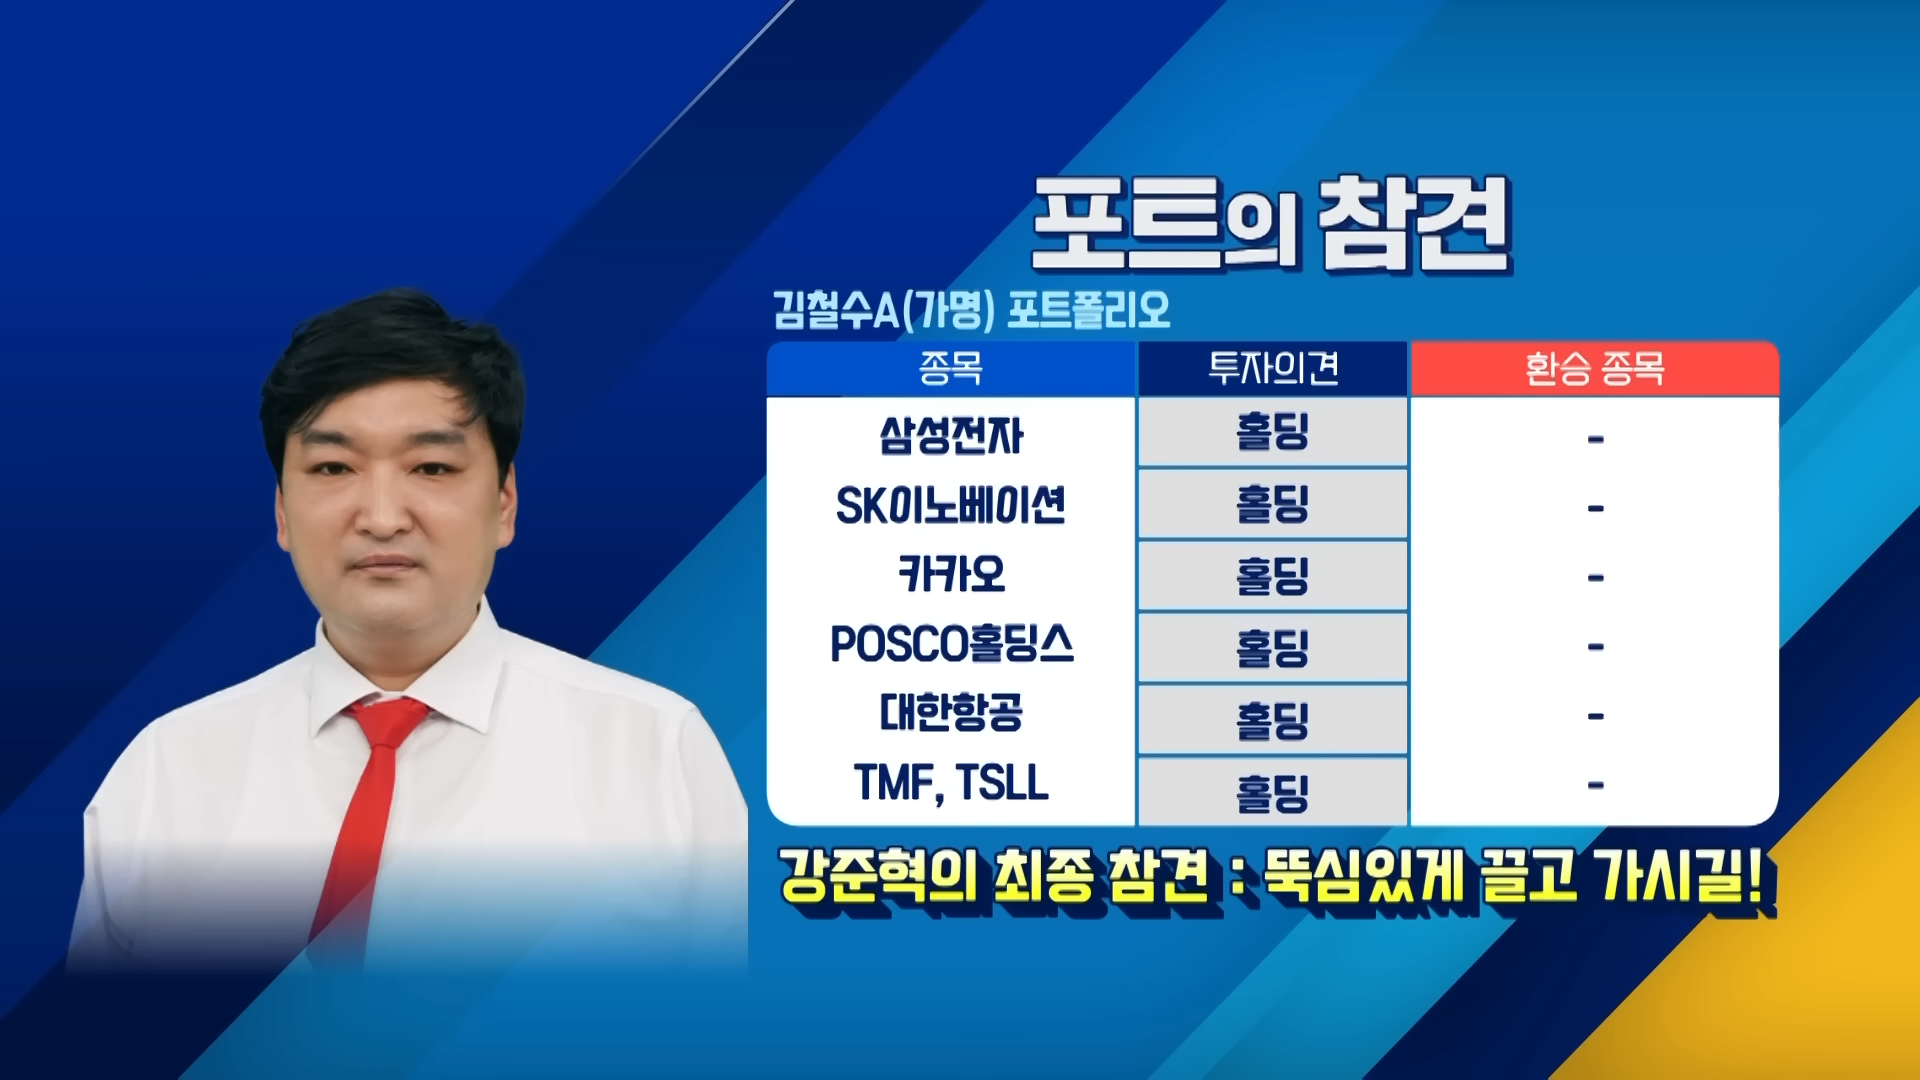 포트의 참견
김철수A(가명) 포트폴리오
종목 투자의견 환승 종목
삼성전자 홀딩 -
SK이노베이션 홀딩 -
카카오 홀딩 -
POSCO홀딩스 홀딩 -
대한항공 홀딩 -
TMF, TSLL 홀딩 -
강준혁의 최종 참견 : 뚝심있게 끌고 가시길!